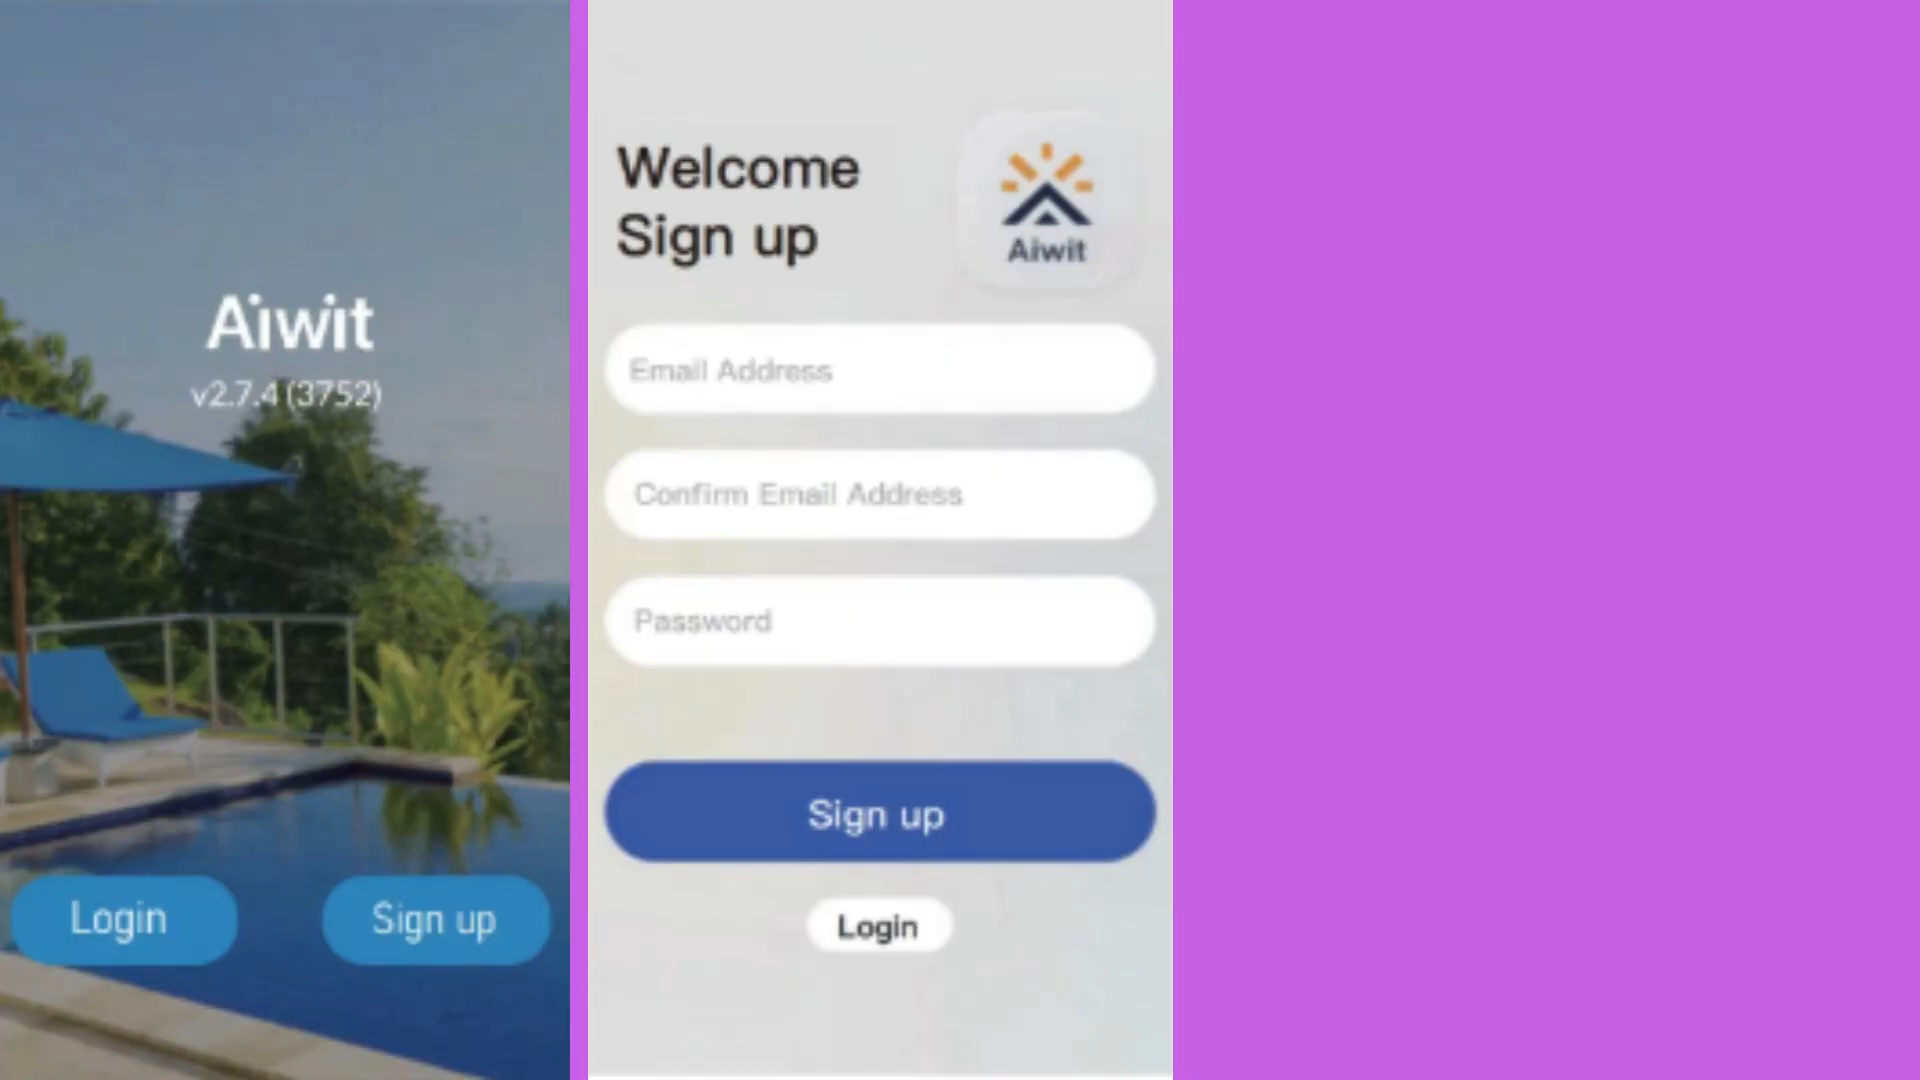 Aiwit
v2.7.4 (3752)
Login
Sign up
Welcome
Sign up
Aiwit
Email Address
Confirm Email Address
Password
Sign up
Login